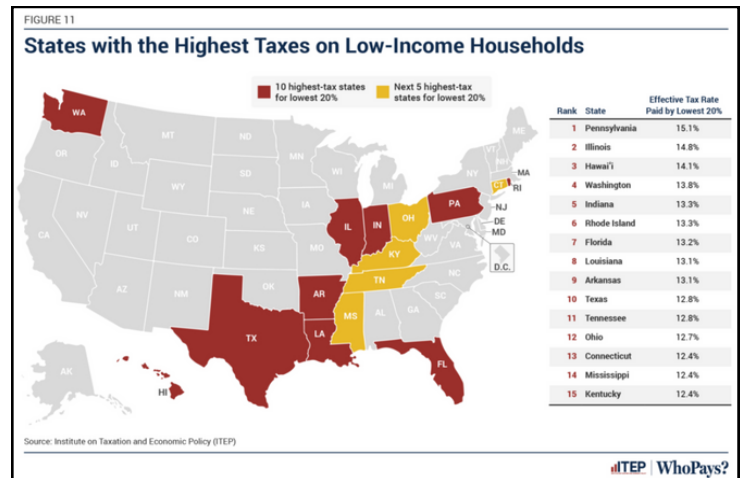 FIGURE 11
States with the Highest Taxes on Low-Income Households
10 highest-tax states
for lowest 20%
Next 5 highest-tax
states for lowest 20%
WA
OR
CA
NV
ID
MT
WY
UT
AZ
CO
NM
ND
SD
NE
KS
OK
TX
MN
IA
MO
AR
LA
WI
IL
MI
IN
OH
KY
TN
MS
AL
GA
FL
SC
NC
VA
WV
PA
NY
VT
NH
ME
MA
CT
RI
NJ
DE
MD
D.C.
AK
HI
Effective Tax Rate
Rank State Paid by Lowest 20%
1 Pennsylvania 15.1%
2 Illinois 14.8%
3 Hawai'i 14.1%
4 Washington 13.8%
5 Indiana 13.3%
6 Rhode Island 13.3%
7 Florida 13.2%
8 Louisiana 13.1%
9 Arkansas 13.1%
10 Texas 12.8%
11 Tennessee 12.8%
12 Ohio 12.7%
13 Connecticut 12.4%
14 Mississippi 12.4%
15 Kentucky 12.4%
Source: Institute on Taxation and Economic Policy (ITEP)
ITEP | WhoPays?